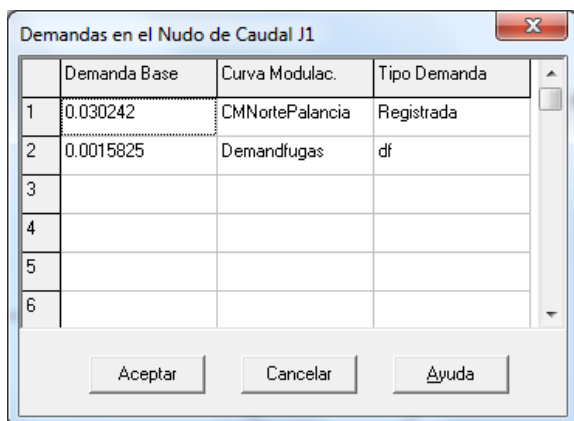 Demandas en el Nudo de Caudal J1
Demanda Base Curva Modulac. Tipo Demanda
1 0.030242 CMNortePalancia Registrada
2 0.0015825 Demandfugas df
3
4
5
6
Aceptar Cancelar Ayuda